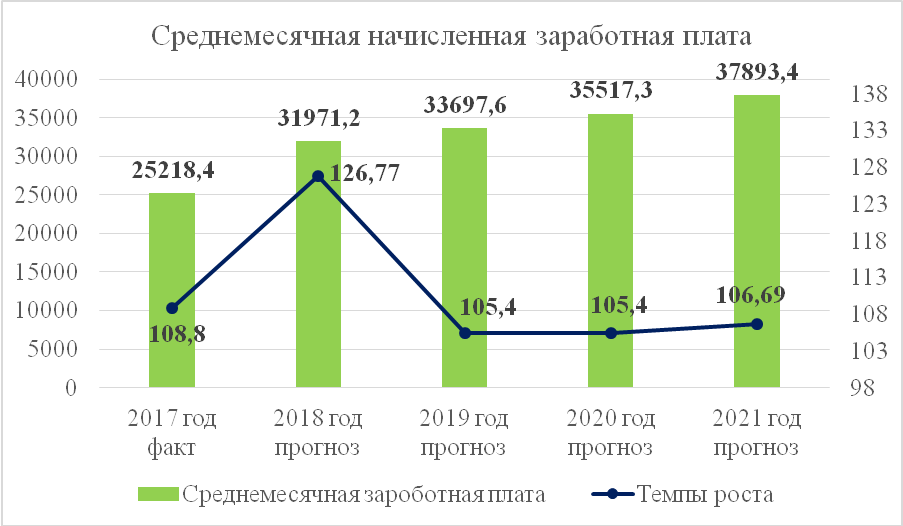 Среднемесячная начисленная заработная плата
40000
35000
30000
25000
20000
15000
10000
5000
0
25218,4
31971,2
33697,6
35517,3
37893,4
108,8
126,77
105,4
105,4
106,69
138
133
128
123
118
113
108
103
98
2017 год
факт
2018 год
прогноз
2019 год
прогноз
2020 год
прогноз
2021 год
прогноз
Среднемесячная зароботная плата
Темпы роста